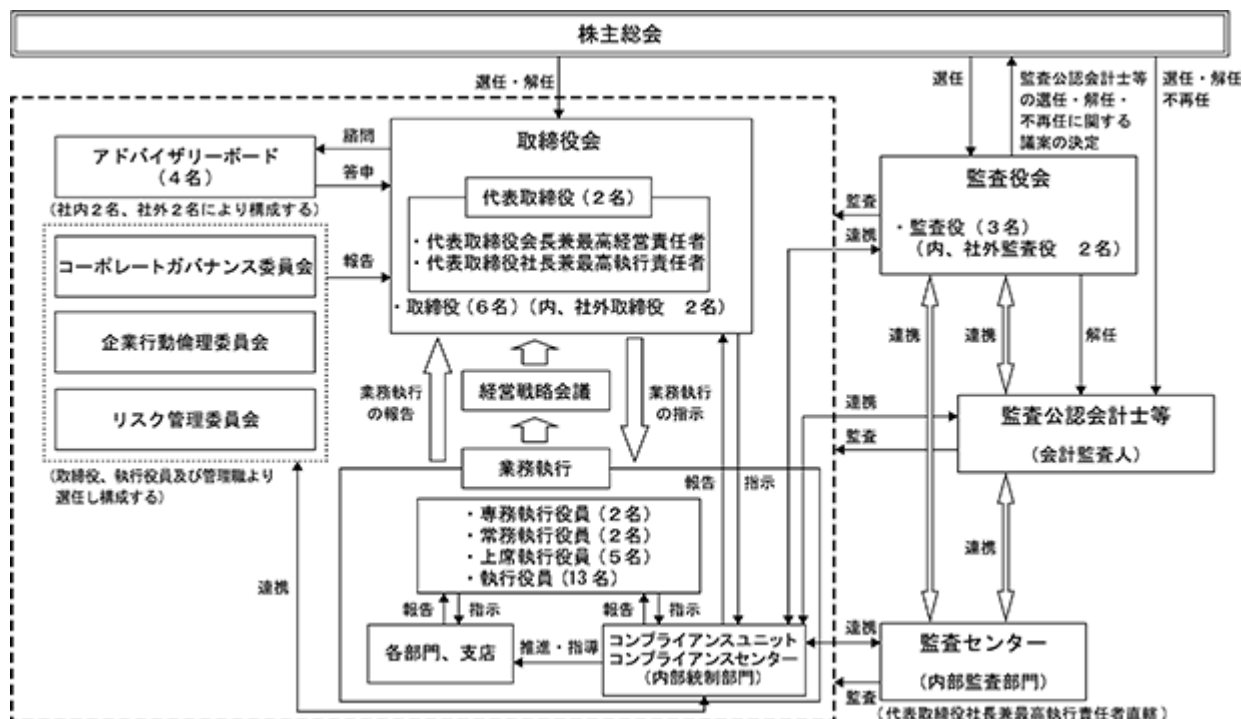 株主総会
選任・解任
選任
監査公認会計士等
の選任・解任・
不再任に関する
議案の決定
選任・解任
不再任
アドバイザリーボード
(4名)
(社内2名、社外2名により構成する)
諮問
答申
取締役会
代表取締役(2名)
・代表取締役会長兼最高経営責任者
・代表取締役社長兼最高執行責任者
・取締役(6名)(内、社外取締役 2名)
監査役会
・監査役(3名)
(内、社外監査役 2名)
監査
連携
コーポレートガバナンス委員会
企業行動倫理委員会
リスク管理委員会
(取締役、執行役員及び管理職より
選任し構成する)
報告
業務執行
の報告
経営戦略会議
業務執行
の指示
連携
連携
解任
監査公認会計士等
(会計監査人)
連携
監査
業務執行
・専務執行役員(2名)
・常務執行役員(2名)
・上席執行役員(5名)
・執行役員(13名)
報告
指示
連携
連携
報告
指示
報告
指示
各部門、支店
推進・指導
コンプライアンスユニット
コンプライアンスセンター
(内部統制部門)
連携
監査
監査センター
(内部監査部門)
(代表取締役社長兼最高執行責任者直轄)